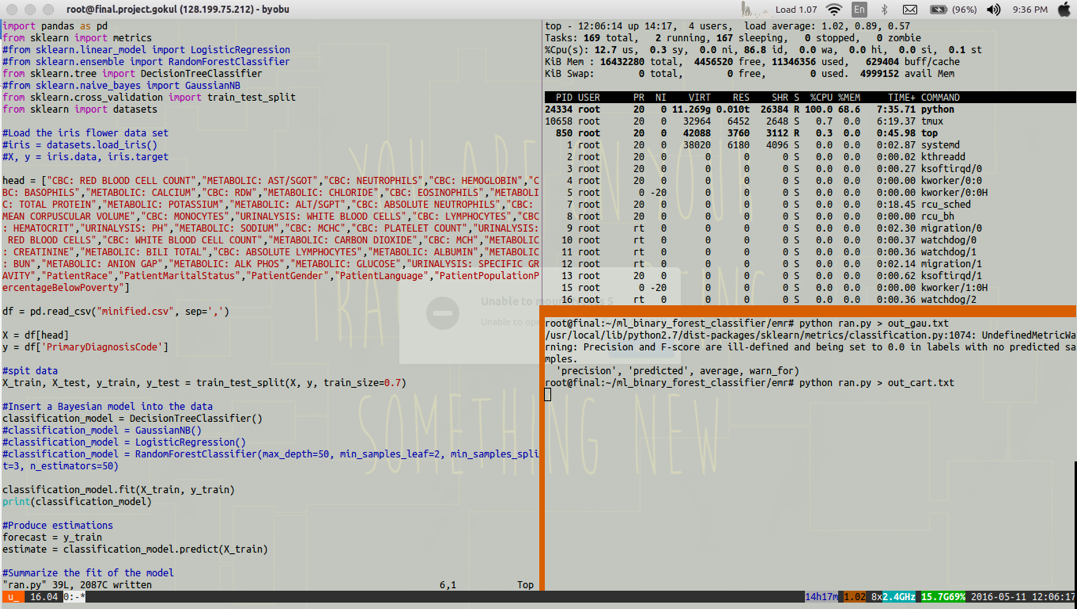 root@final.project.gokul (128.199.75.212) - byobu
Load 1.07 En (96%) 9:36 PM
import pandas as pd
from sklearn import metrics
#from sklearn.linear_model import LogisticRegression
#from sklearn.ensemble import RandomForestClassifier
from sklearn.tree import DecisionTreeClassifier
#from sklearn.naive_bayes import GaussianNB
from sklearn.cross_validation import train_test_split
from sklearn import datasets
#Load the iris flower data set
#iris = datasets.load_iris()
#X, y = iris.data, iris.target
head = ["CBC: RED BLOOD CELL COUNT","METABOLIC: AST/SGOT","CBC: NEUTROPHILS","CBC: HEMOGLOBIN","C
BC: BASOPHILS","METABOLIC: CALCIUM","CBC: RDW","METABOLIC: CHLORIDE","CBC: EOSINOPHILS","METABOLI
C: TOTAL PROTEIN","METABOLIC: POTASSIUM","METABOLIC: ALT/SGPT","CBC: ABSOLUTE NEUTROPHILS","CBC: 
MEAN CORPUSCULAR VOLUME","CBC: MONOCYTES","URINALYSIS: WHITE BLOOD CELLS","CBC: LYMPHOCYTES","CBC
: HEMATOCRIT","URINALYSIS: PH","METABOLIC: SODIUM","CBC: MCHC","CBC: PLATELET COUNT","URINALYSIS:
 RED BLOOD CELLS","CBC: WHITE BLOOD CELL COUNT","METABOLIC: CARBON DIOXIDE","CBC: MCH","METABOLIC
: CREATININE","METABOLIC: BILI TOTAL","CBC: ABSOLUTE LYMPHOCYTES","METABOLIC: ALBUMIN","METABOLIC
: BUN","METABOLIC: ANION GAP","METABOLIC: ALK PHOS","METABOLIC: GLUCOSE","URINALYSIS: SPECIFIC GR
AVITY","PatientRace","PatientMaritalStatus","PatientGender","PatientLanguage","PatientPopulationP
ercentageBelowPoverty"]
df = pd.read_csv("minified.csv", sep=',')
X = df[head]
y = df['PrimaryDiagnosisCode']
#spit data
X_train, X_test, y_train, y_test = train_test_split(X, y, train_size=0.7)
#Insert a Bayesian model into the data
classification_model = DecisionTreeClassifier()
#classification_model = GaussianNB()
#classification_model = LogisticRegression()
#classification_model = RandomForestClassifier(max_depth=50, min_samples_leaf=2, min_samples_spli
t=3, n_estimators=50)
classification_model.fit(X_train, y_train)
print(classification_model)
#Produce estimations
forecast = y_train
estimate = classification_model.predict(X_train)
#Summarize the fit of the model
"ran.py" 39L, 2087C written 6,1 Top
top - 12:06:14 up 14:17, 4 users, load average: 1.02, 0.89, 0.57
Tasks: 169 total, 2 running, 167 sleeping, 0 stopped, 0 zombie
%Cpu(s): 12.7 us, 0.3 sy, 0.0 ni, 86.8 id, 0.0 wa, 0.0 hi, 0.0 si, 0.1 st
KiB Mem : 16432280 total, 4456520 free, 11346356 used, 629404 buff/cache
KiB Swap: 0 total, 0 free, 0 used. 4999152 avail Mem
PID USER PR NI VIRT RES SHR S %CPU %MEM TIME+ COMMAND
24334 root 20 0 11.269g 0.010t 26384 R 100.0 68.6 7:35.71 python
10658 root 20 0 32964 6452 2648 S 0.7 0.0 6:19.37 tmux
850 root 20 0 42088 3760 3112 R 0.3 0.0 0:45.98 top
1 root 20 0 38020 6180 4096 S 0.0 0.0 0:02.87 systemd
2 root 20 0 0 0 0 S 0.0 0.0 0:00.02 kthreadd
3 root 20 0 0 0 0 S 0.0 0.0 0:00.27 ksoftirqd/0
4 root 20 0 0 0 0 S 0.0 0.0 0:00.00 kworker/0:0
5 root 0 -20 0 0 0 S 0.0 0.0 0:00.00 kworker/0:0H
7 root 20 0 0 0 0 S 0.0 0.0 0:18.45 rcu_sched
8 root 20 0 0 0 0 S 0.0 0.0 0:00.00 rcu_bh
9 root rt 0 0 0 0 S 0.0 0.0 0:02.30 migration/0
10 root rt 0 0 0 0 S 0.0 0.0 0:00.37 watchdog/0
11 root rt 0 0 0 0 S 0.0 0.0 0:00.36 watchdog/1
12 root rt 0 0 0 0 S 0.0 0.0 0:02.14 migration/1
13 root 20 0 0 0 0 S 0.0 0.0 0:00.62 ksoftirqd/1
15 root 0 -20 0 0 0 S 0.0 0.0 0:00.00 kworker/1:0H
16 root rt 0 0 0 0 S 0.0 0.0 0:00.36 watchdog/2
root@final:~/ml_binary_forest_classifier/emr# python ran.py > out_gau.txt
/usr/local/lib/python2.7/dist-packages/sklearn/metrics/classification.py:1074: UndefinedMetricWa
rning: Precision and F-score are ill-defined and being set to 0.0 in labels with no predicted sa
mples.
'precision', 'predicted', average, warn_for)
root@final:~/ml_binary_forest_classifier/emr# python ran.py > out_cart.txt
Unable to
Unable to
SOMETHING NEW
u_ 16.04 0:-* 14h17m 1.02 8x2.4GHz 15.7G69% 2016-05-11 12:06:17